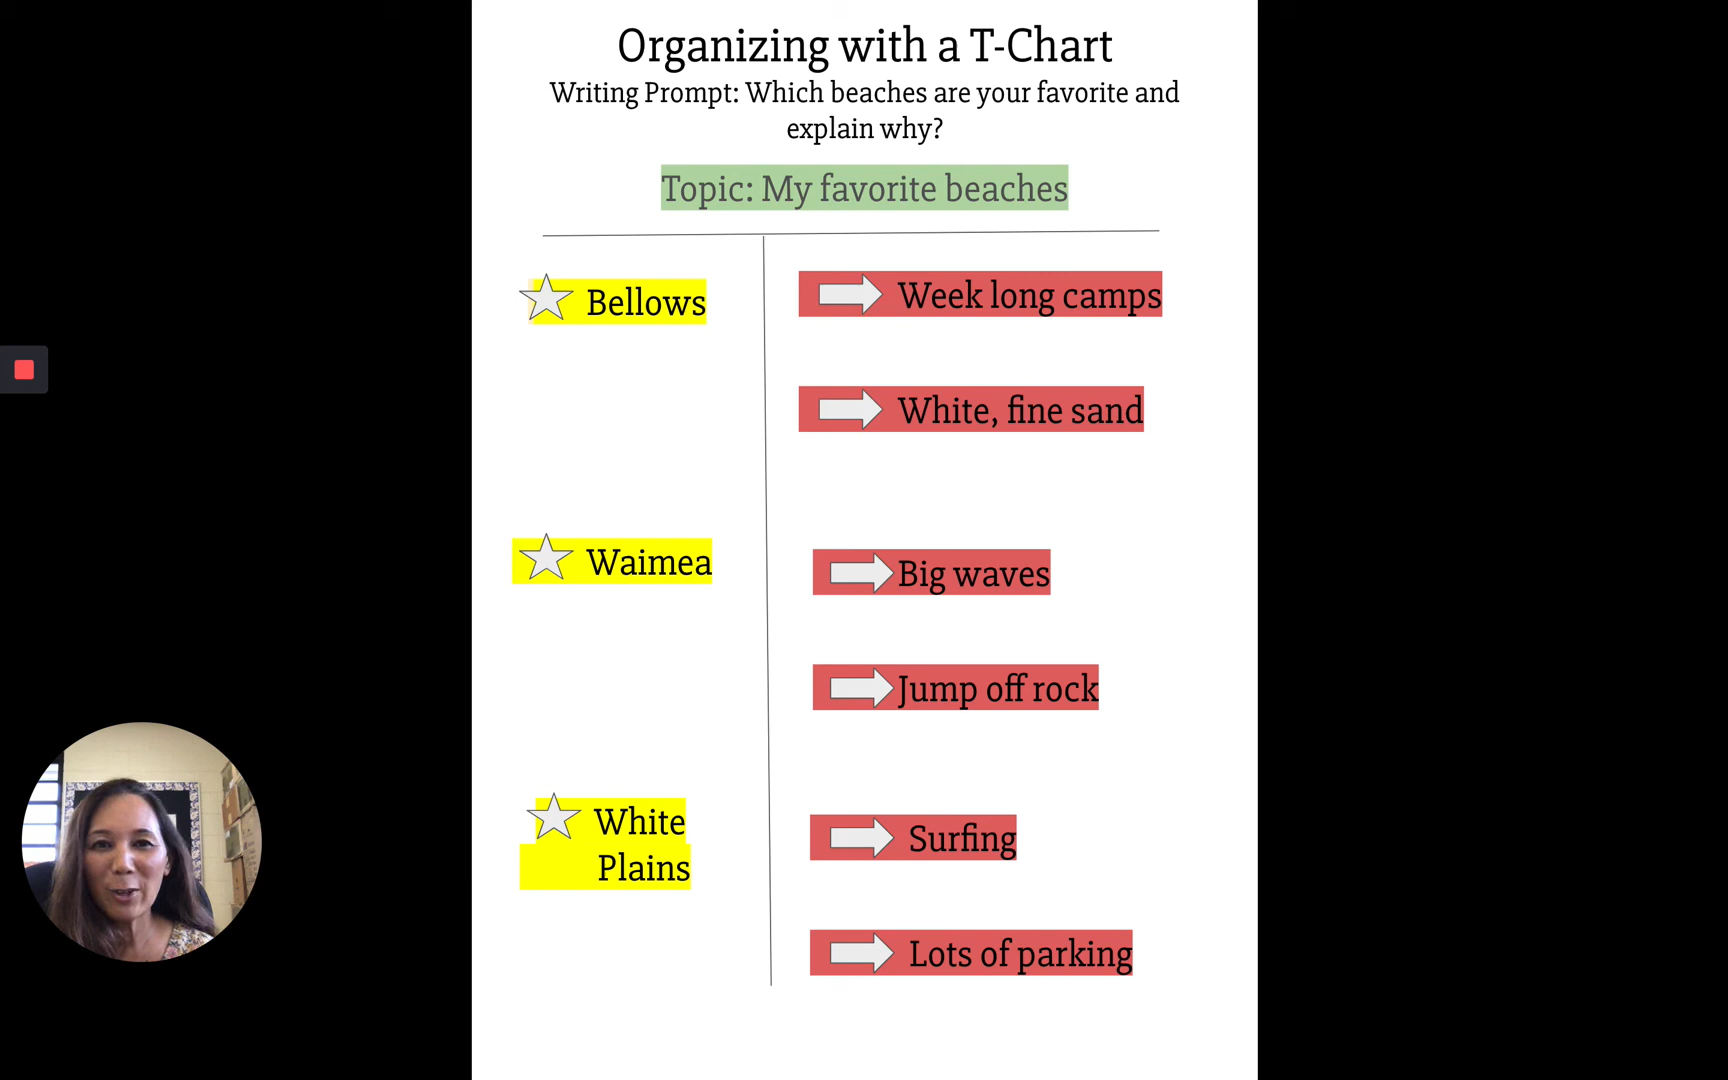 Organizing with a T-Chart
Writing Prompt: Which beaches are your favorite and
explain why?
Topic: My favorite beaches
Bellows
Week long camps
White, fine sand
Waimea
Big waves
Jump off rock
White
Plains
Surfing
Lots of parking